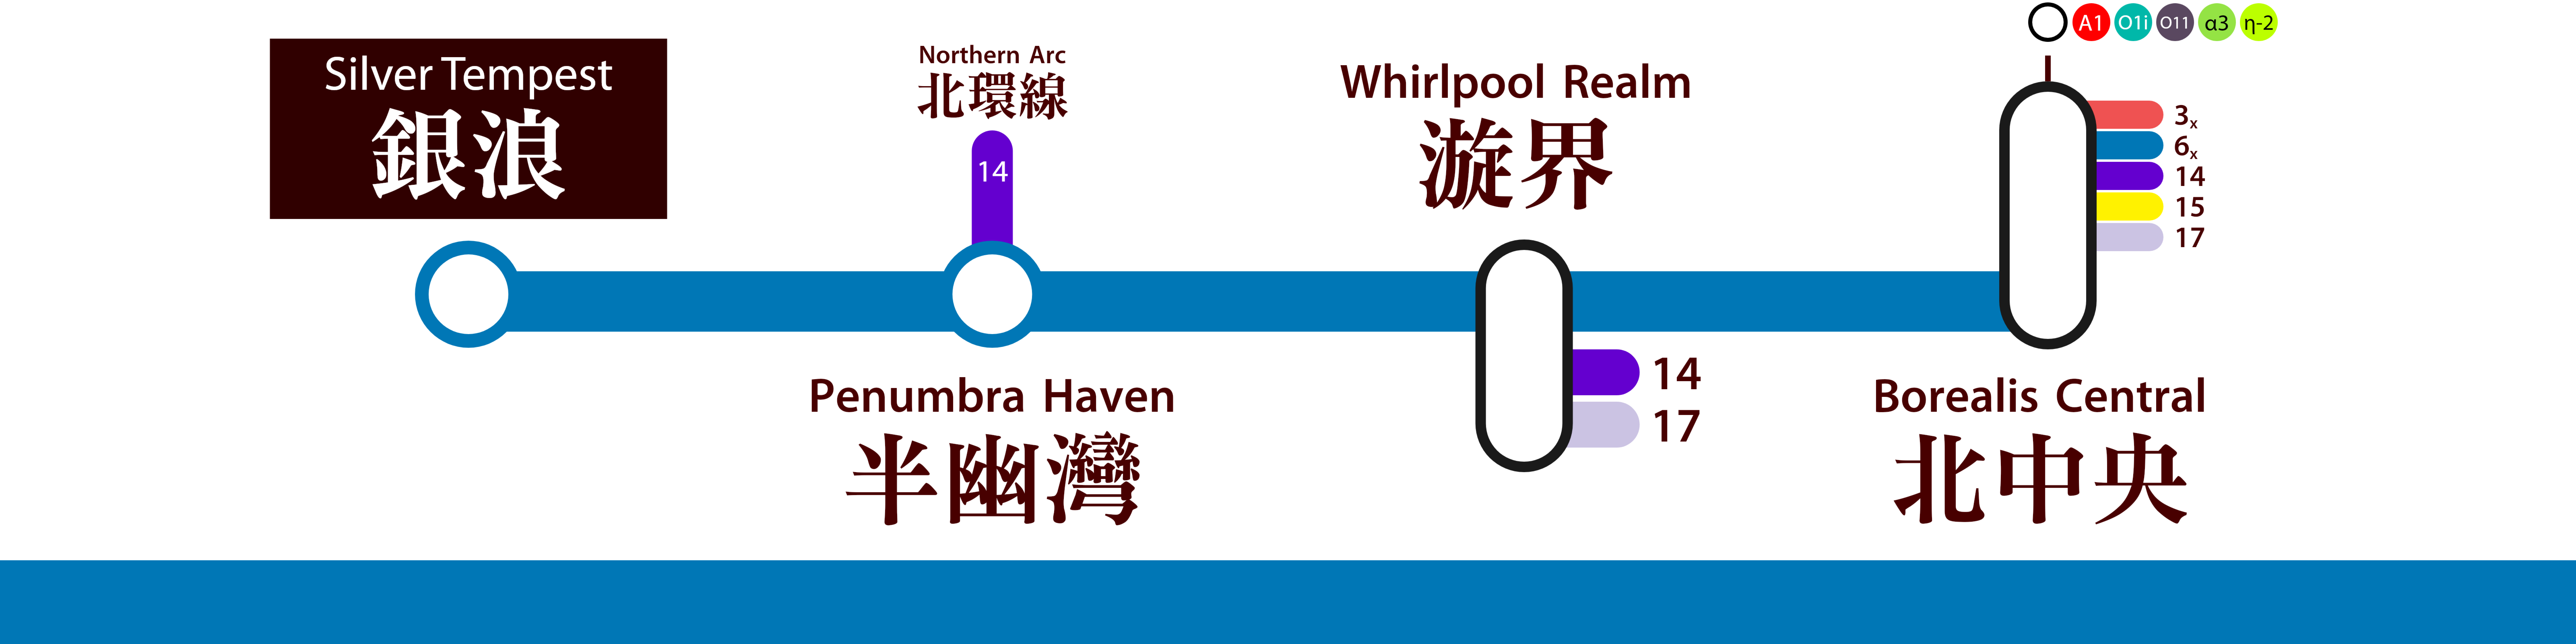 Silver Tempest
銀浪
Northern Arc
北環線
14
Penumbra Haven
半幽灣
Whirlpool Realm
漩界
14
17
A1 O1i O11 α3 η-2
3x
6x
14
15
17
Borealis Central
北中央